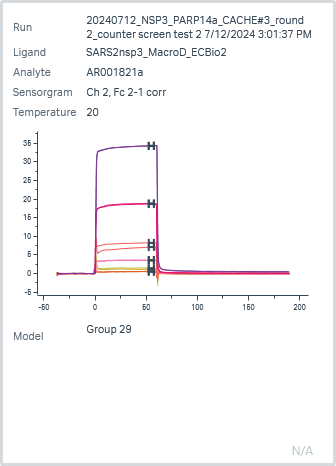 Run 20240712_NSP3_PARP14a_CACHE#3_round
2_counter screen test 2 7/12/2024 3:01:37 PM
Ligand SARS2nsp3_MacroD_ECBio2
Analyte AR001821a
Sensorgram Ch 2, Fc 2-1 corr
Temperature 20
35
30
25
20
15
10
5
0
-5
-50 0 50 100 150 200
Model Group 29
N/A